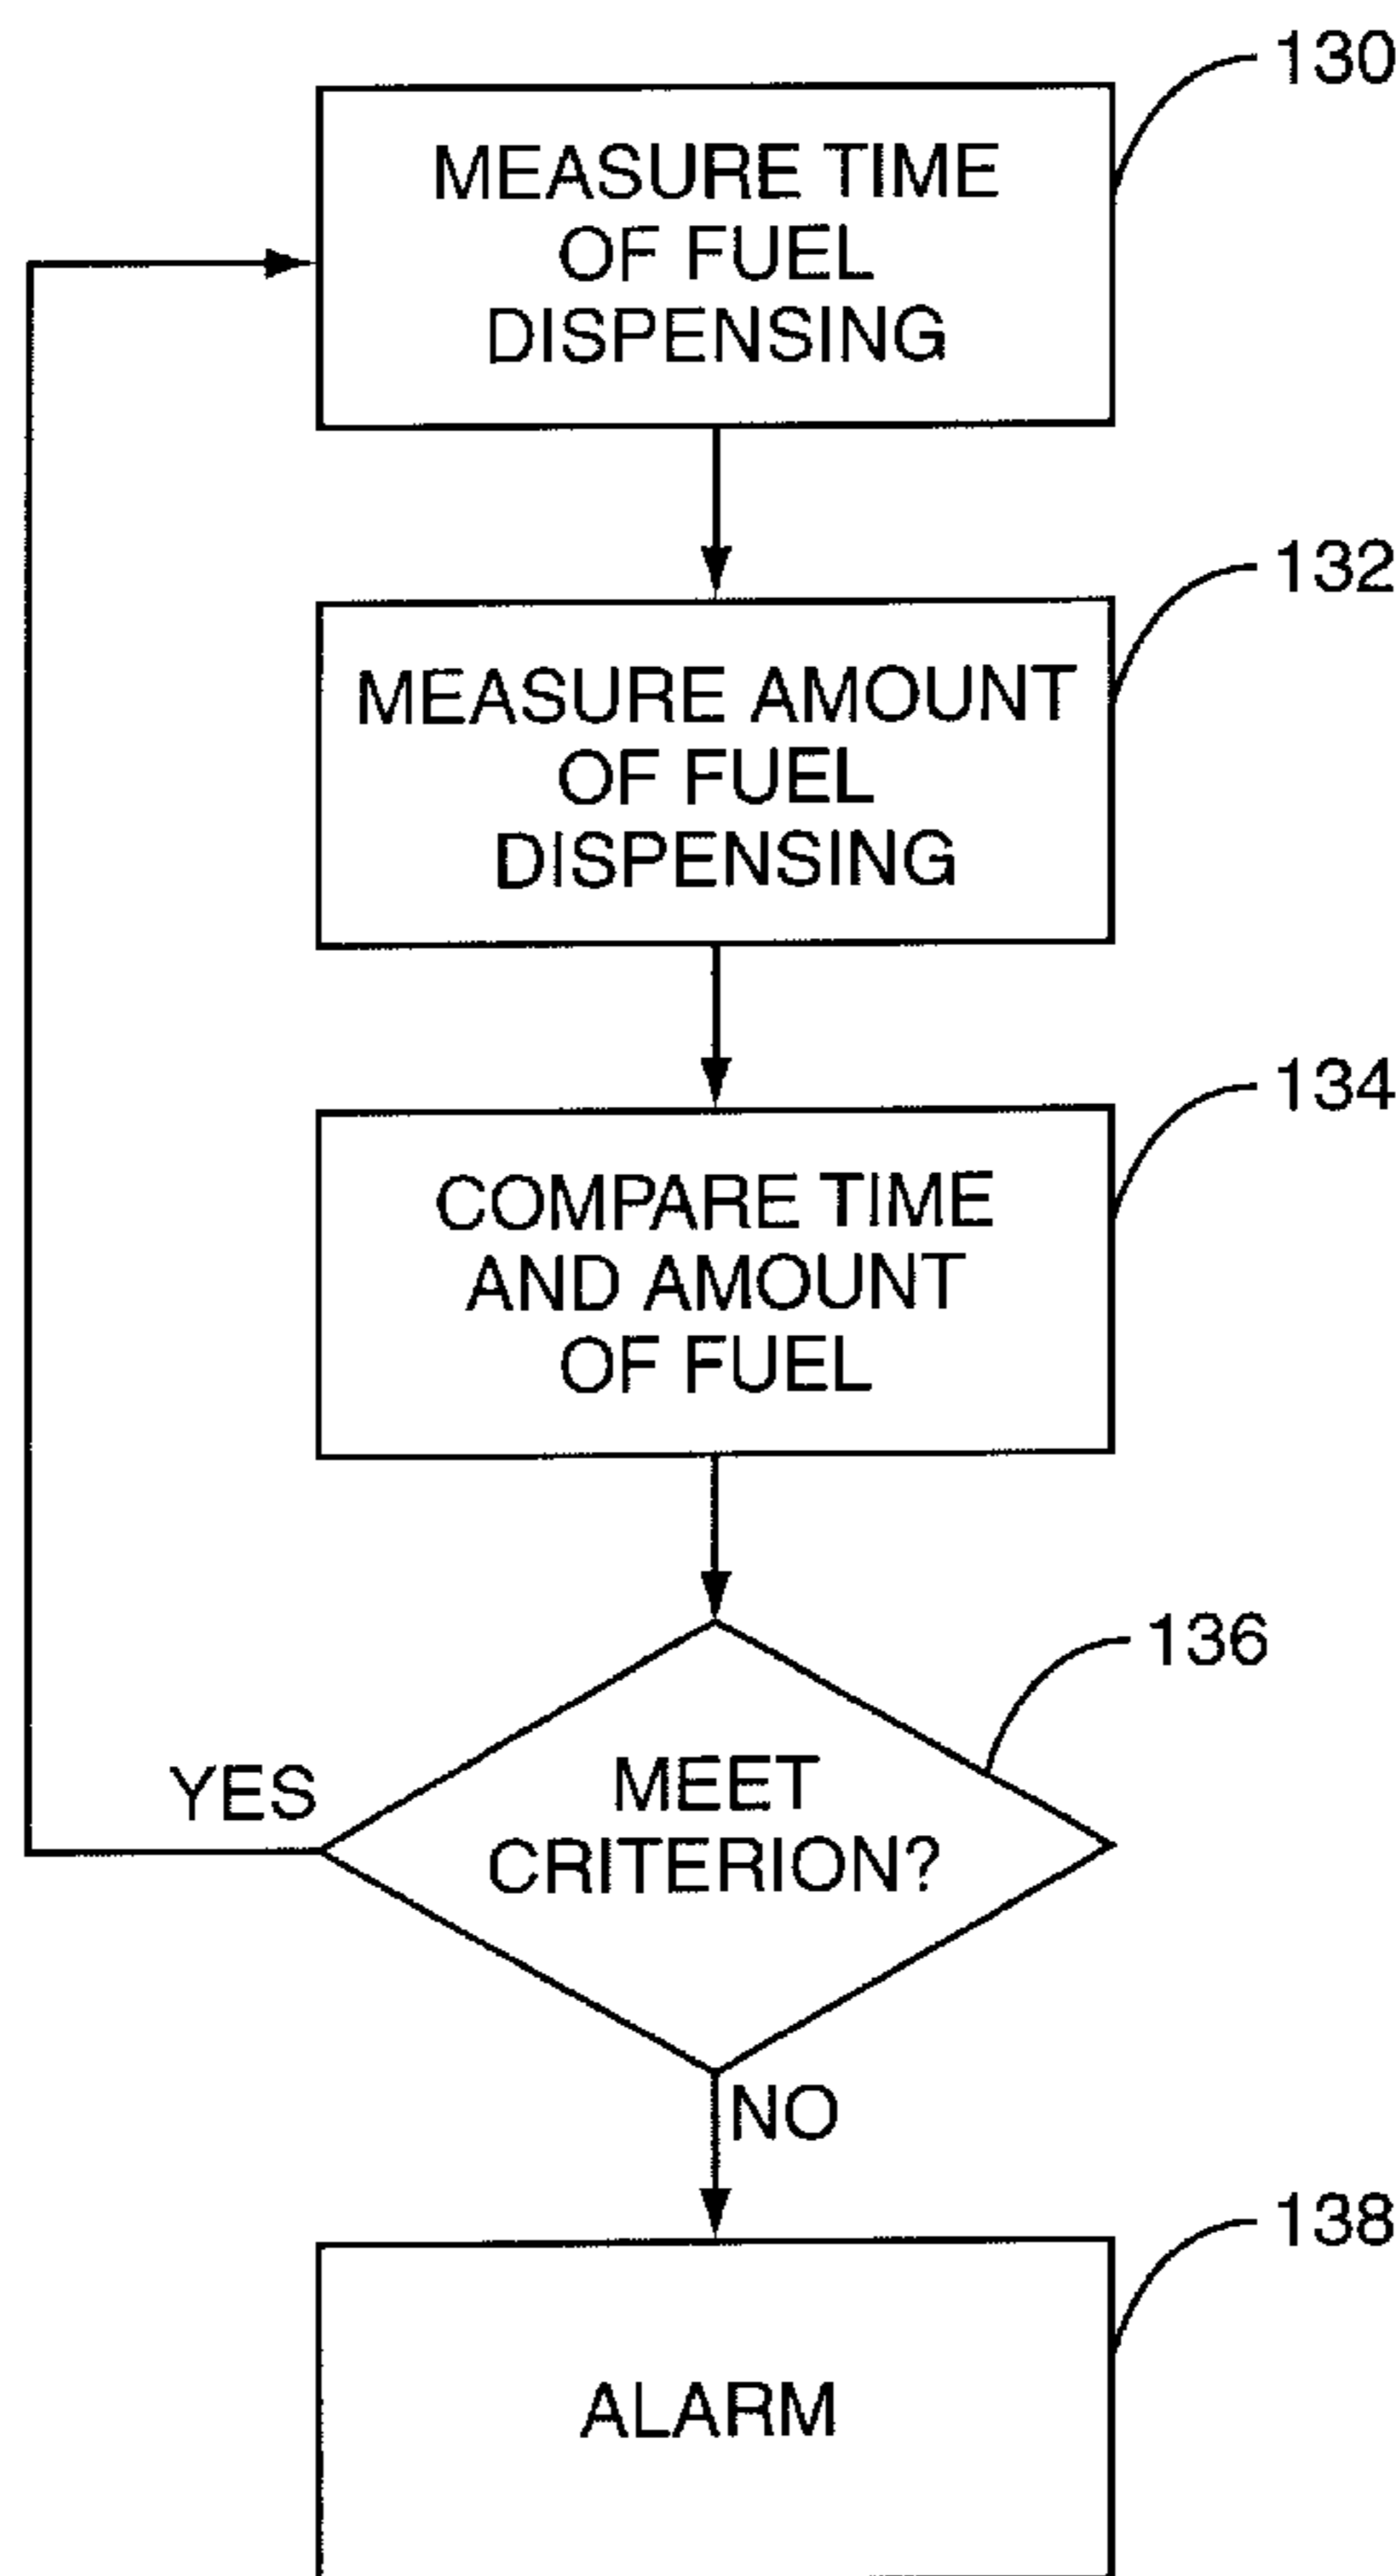 130
MEASURE TIME
OF FUEL
DISPENSING
132
MEASURE AMOUNT
OF FUEL
DISPENSING
134
COMPARE TIME
AND AMOUNT
OF FUEL
136
MEET
CRITERION?
YES
NO
138
ALARM